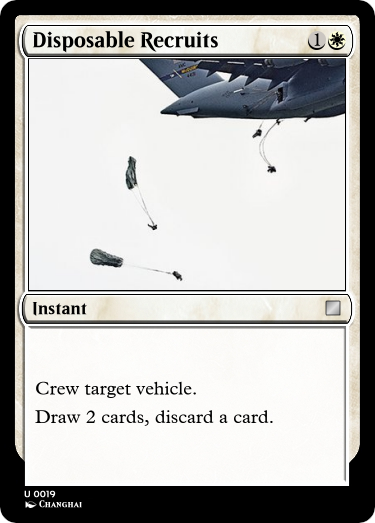 Disposable Recruits 1
Instant
Crew target vehicle.
Draw 2 cards, discard a card.
U 0019
Changhai